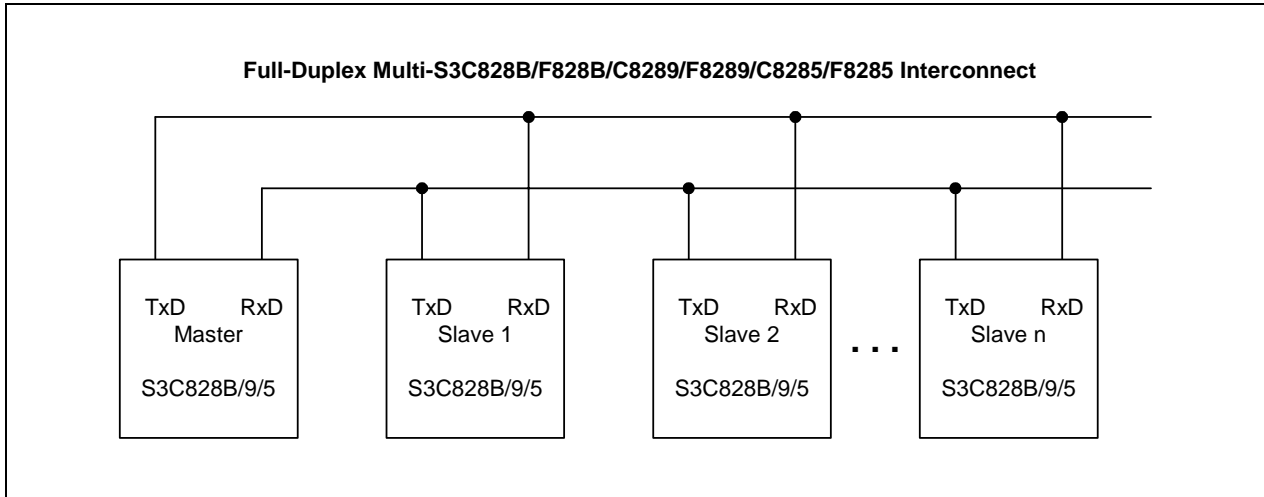 Full-Duplex Multi-S3C828B/F828B/C8289/F8289/C8285/F8285 Interconnect
TxD RxD
Master
S3C828B/9/5
TxD RxD
Slave 1
S3C828B/9/5
TxD RxD
Slave 2
S3C828B/9/5
. . .
TxD RxD
Slave n
S3C828B/9/5